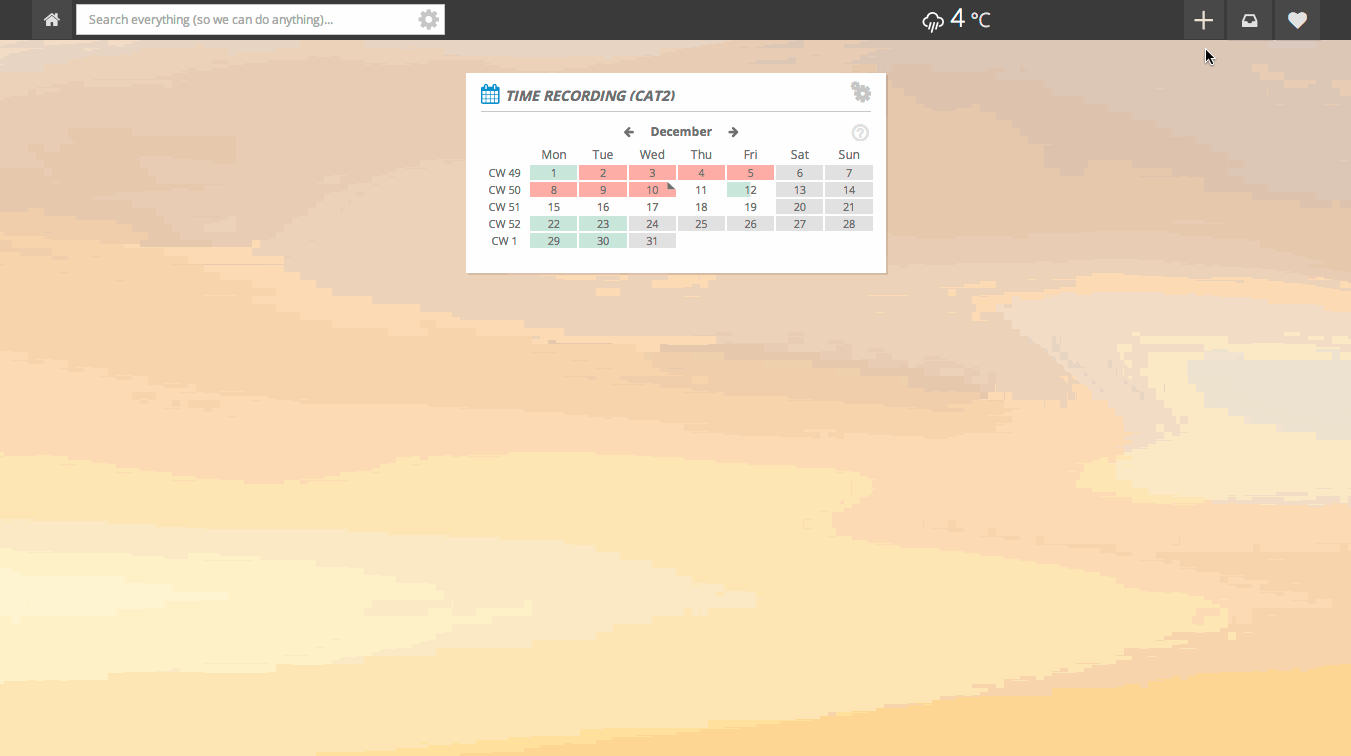 Search everything (so we can do anything)...
4 °C
TIME RECORDING (CAT2)
December
Mon Tue Wed Thu Fri Sat Sun
CW 49 1 2 3 4 5 6 7
CW 50 8 9 10 11 12 13 14
CW 51 15 16 17 18 19 20 21
CW 52 22 23 24 25 26 27 28
CW 1 29 30 31